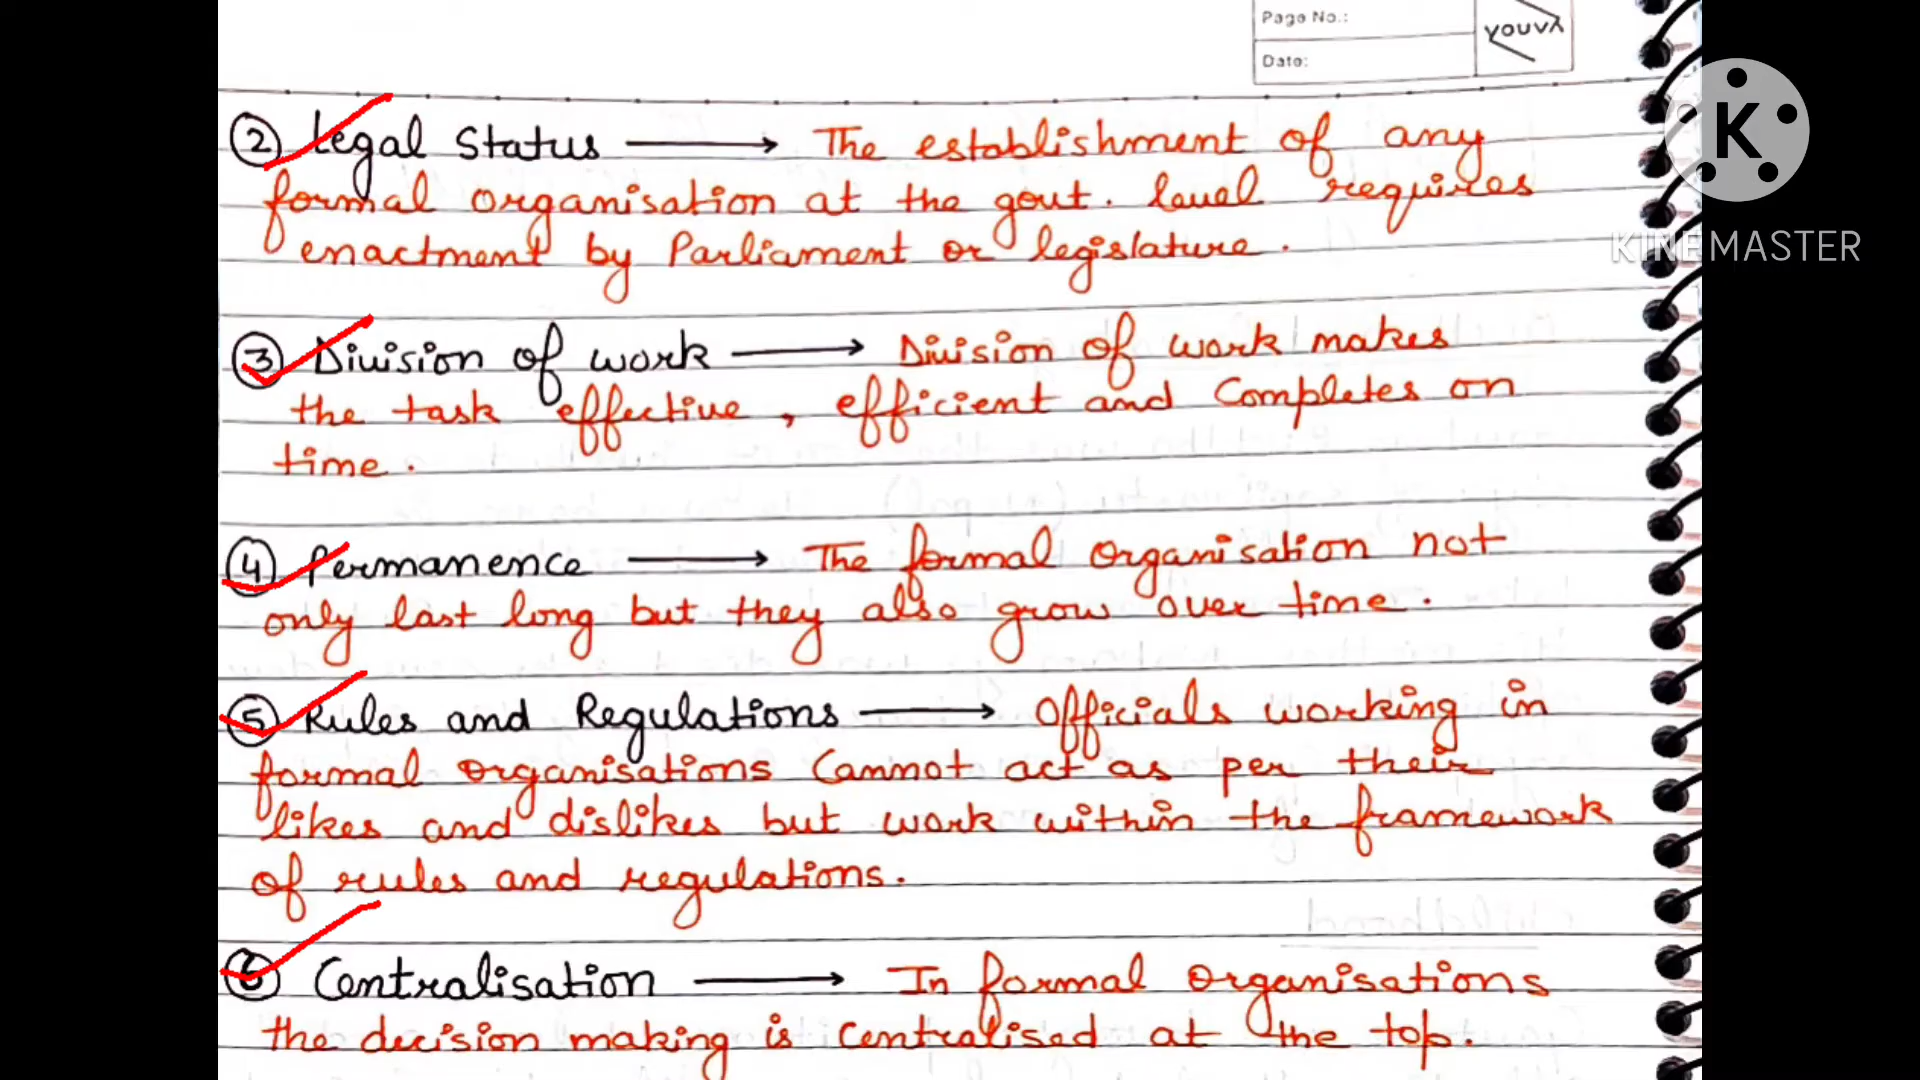 Page No.:
Date:
YOUVA
K
KINEMASTER
② Legal Status → The establishment of any
formal organisation at the govt. level requires
enactment by Parliament or legislature.
③ Division of work → Division of work makes
the task effective, efficient and completes on
time.
④ Permanence → The formal organisation not
only last long but they also grow over time.
⑤ Rules and Regulations → Officials working in
formal organisations cannot act as per their
likes and dislikes but work within the framework
of rules and regulations.
⑥ Centralisation → In formal organisations
the decision making is centralised at the top.